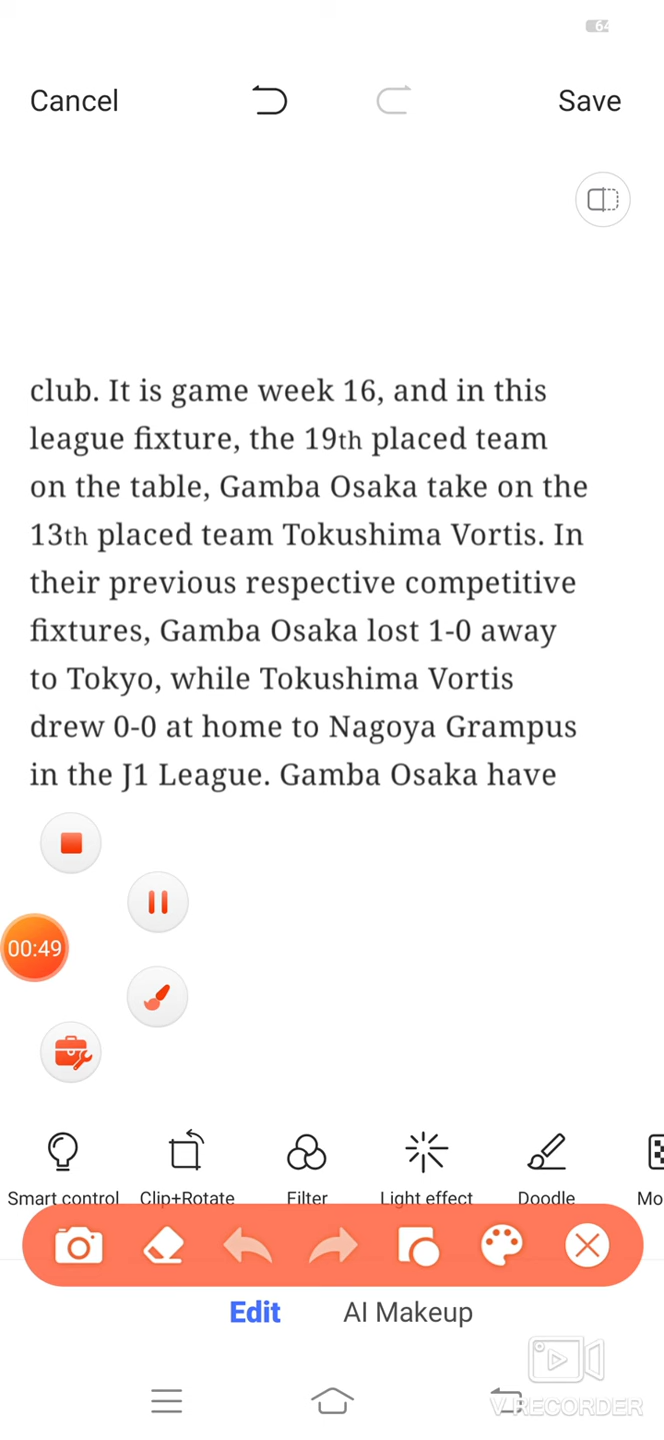 64
Cancel
Save
club. It is game week 16, and in this
league fixture, the 19th placed team
on the table, Gamba Osaka take on the
13th placed team Tokushima Vortis. In
their previous respective competitive
fixtures, Gamba Osaka lost 1-0 away
to Tokyo, while Tokushima Vortis
drew 0-0 at home to Nagoya Grampus
in the J1 League. Gamba Osaka have
00:49
Smart control Clip+Rotate Filter Light effect Doodle Mo
Edit AI Makeup
V RECORDER